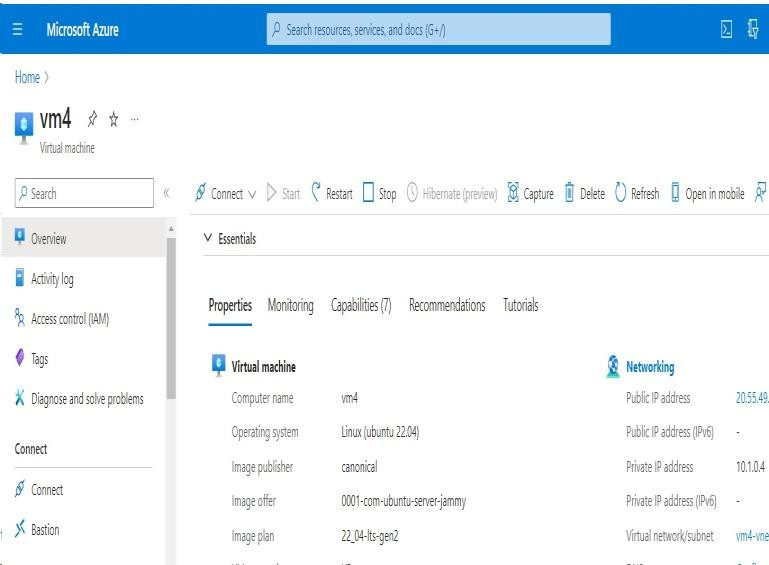 Microsoft Azure
Search resources, services, and docs (G+/)
Home
vm4
Virtual machine
Search
Connect Start Restart Stop Hibernate (preview) Capture Delete Refresh Open in mobile
Overview
Activity log
Access control (IAM)
Tags
Diagnose and solve problems
Connect
Connect
Bastion
Essentials
Properties Monitoring Capabilities (7) Recommendations Tutorials
Virtual machine
Computer name vm4
Operating system Linux (ubuntu 22.04)
Image publisher canonical
Image offer 0001-com-ubuntu-server-jammy
Image plan 22_04-lts-gen2
Networking
Public IP address 20.55.49.
Public IP address (IPv6) -
Private IP address 10.1.0.4
Private IP address (IPv6) -
Virtual network/subnet vm4-vne